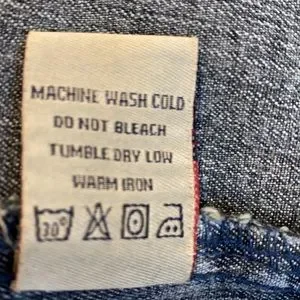 MACHINE WASH COLD
DO NOT BLEACH
TUMBLE DRY LOW
WARM IRON
30°